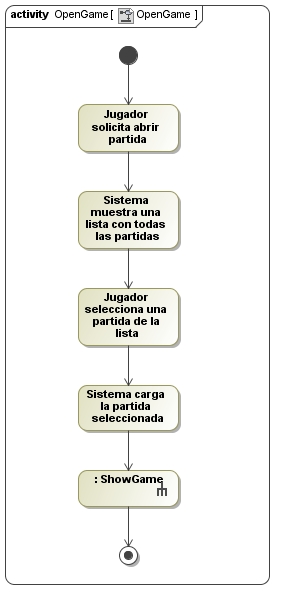 activity OpenGame [ OpenGame ]
Jugador
solicita abrir
partida
Sistema
muestra una
lista con todas
las partidas
Jugador
selecciona una
partida de la
lista
Sistema carga
la partida
seleccionada
: ShowGame